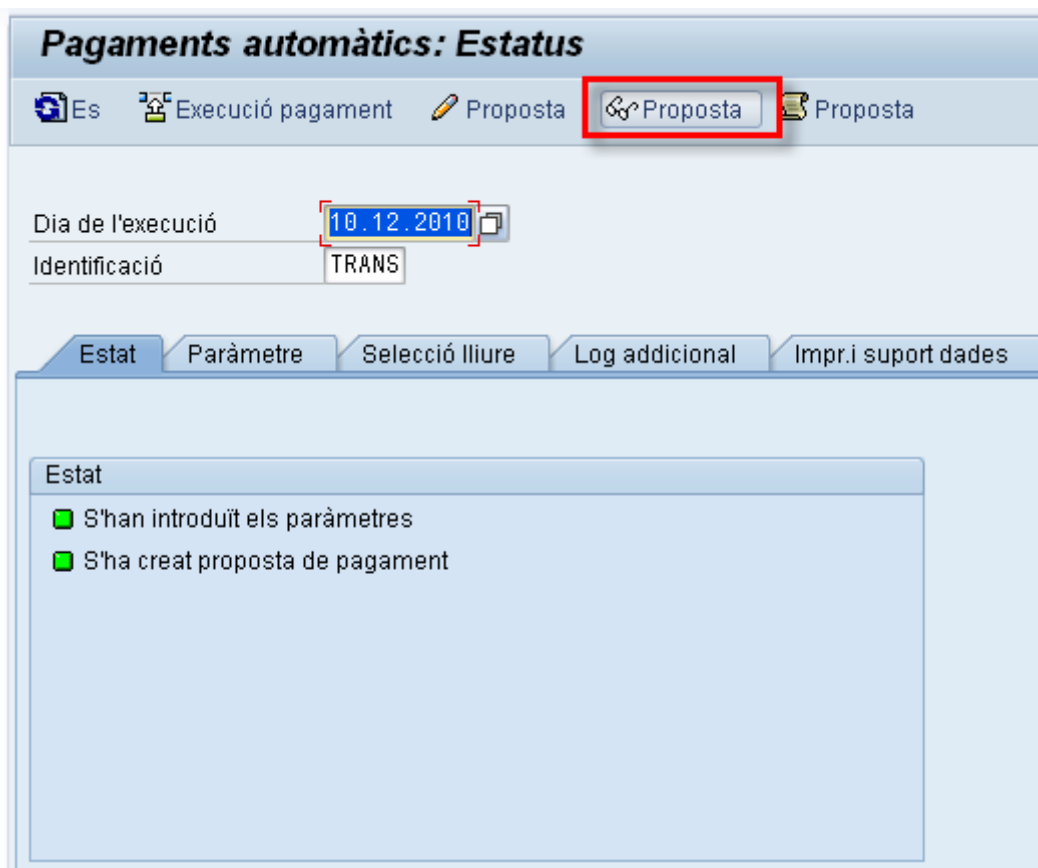 Pagaments automàtics: Estatus
Es Execució pagament Proposta Proposta Proposta
Dia de l'execució 10.12.2010
Identificació TRANS
Estat Paràmetre Selecció lliure Log addicional Impr.i suport dades
Estat
S'han introduït els paràmetres
S'ha creat proposta de pagament